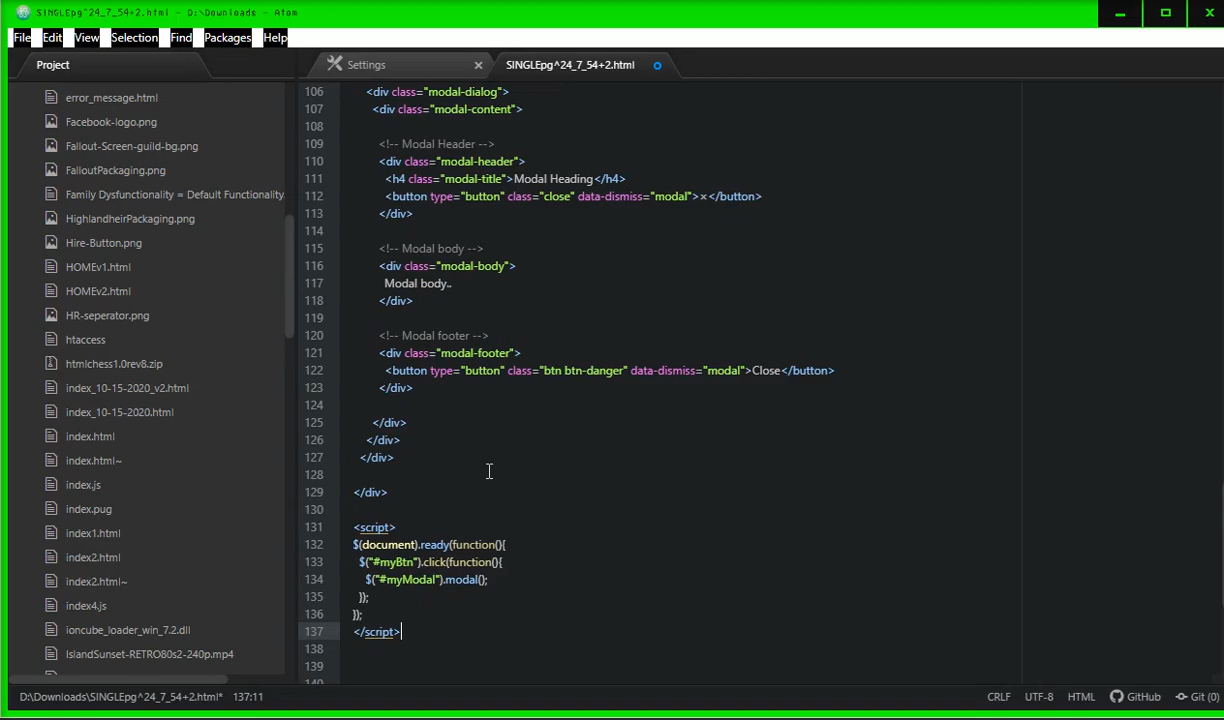 SINGLEpg^24_7_54+2.html - D:\Downloads - Atom
File Edit View Selection Find Packages Help
Project
Settings
SINGLEpg^24_7_54+2.html
error_message.html
Facebook-logo.png
Fallout-Screen-guild-bg.png
FalloutPackaging.png
Family Dysfunctionality = Default Functionality
HighlandheirPackaging.png
Hire-Button.png
HOMEv1.html
HOMEv2.html
HR-seperator.png
htaccess
htmlchess1.0rev8.zip
index_10-15-2020_v2.html
index_10-15-2020.html
index.html
index.html~
index.js
index.pug
index1.html
index2.html
index2.html~
index4.js
ioncube_loader_win_7.2.dll
IslandSunset-RETRO80s2-240p.mp4
106 <div class="modal-dialog">
107 <div class="modal-content">
108
109 <!-- Modal Header -->
110 <div class="modal-header">
111 <h4 class="modal-title">Modal Heading</h4>
112 <button type="button" class="close" data-dismiss="modal">×</button>
113 </div>
114
115 <!-- Modal body -->
116 <div class="modal-body">
117 Modal body..
118 </div>
119
120 <!-- Modal footer -->
121 <div class="modal-footer">
122 <button type="button" class="btn btn-danger" data-dismiss="modal">Close</button>
123 </div>
124
125 </div>
126 </div>
127 </div>
128
129 </div>
130
131 <script>
132 $(document).ready(function(){
133 $("#myBtn").click(function(){
134 $("#myModal").modal();
135 });
136 });
137 </script>
138
139
140
D:\Downloads\SINGLEpg^24_7_54+2.html* 137:11
CRLF UTF-8 HTML GitHub Git (0)